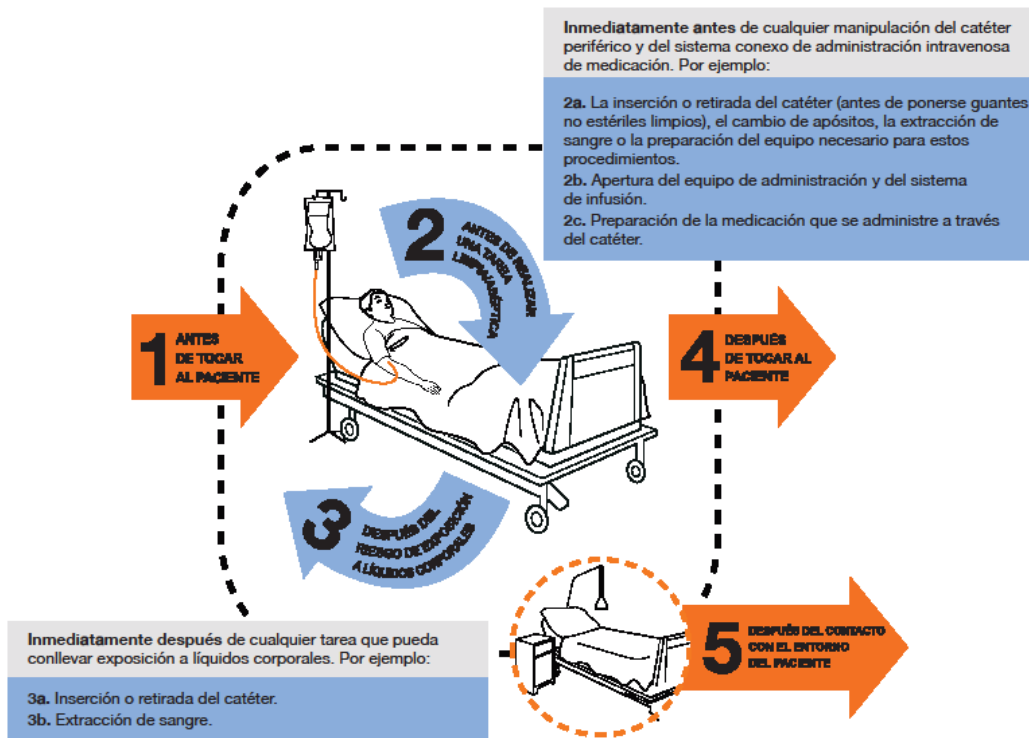 Inmediatamente antes de cualquier manipulación del catéter
periférico y del sistema conexo de administración intravenosa
de medicación. Por ejemplo:
2a. La inserción o retirada del catéter (antes de ponerse guantes
no estériles limpios), el cambio de apósitos, la extracción de
sangre o la preparación del equipo necesario para estos
procedimientos.
2b. Apertura del equipo de administración y del sistema
de infusión.
2c. Preparación de la medicación que se administre a través
del catéter.
1
ANTES
DE TOCAR
AL PACIENTE
2
ANTES DE REALIZAR
UNA TAREA
LIMPIA/ASÉPTICA
3
DESPUÉS DEL
RIESGO DE EXPOSICIÓN
A LÍQUIDOS CORPORALES
4
DESPUÉS
DE TOCAR AL
PACIENTE
5
DESPUÉS DEL CONTACTO
CON EL ENTORNO
DEL PACIENTE
Inmediatamente después de cualquier tarea que pueda
conllevar exposición a líquidos corporales. Por ejemplo:
3a. Inserción o retirada del catéter.
3b. Extracción de sangre.